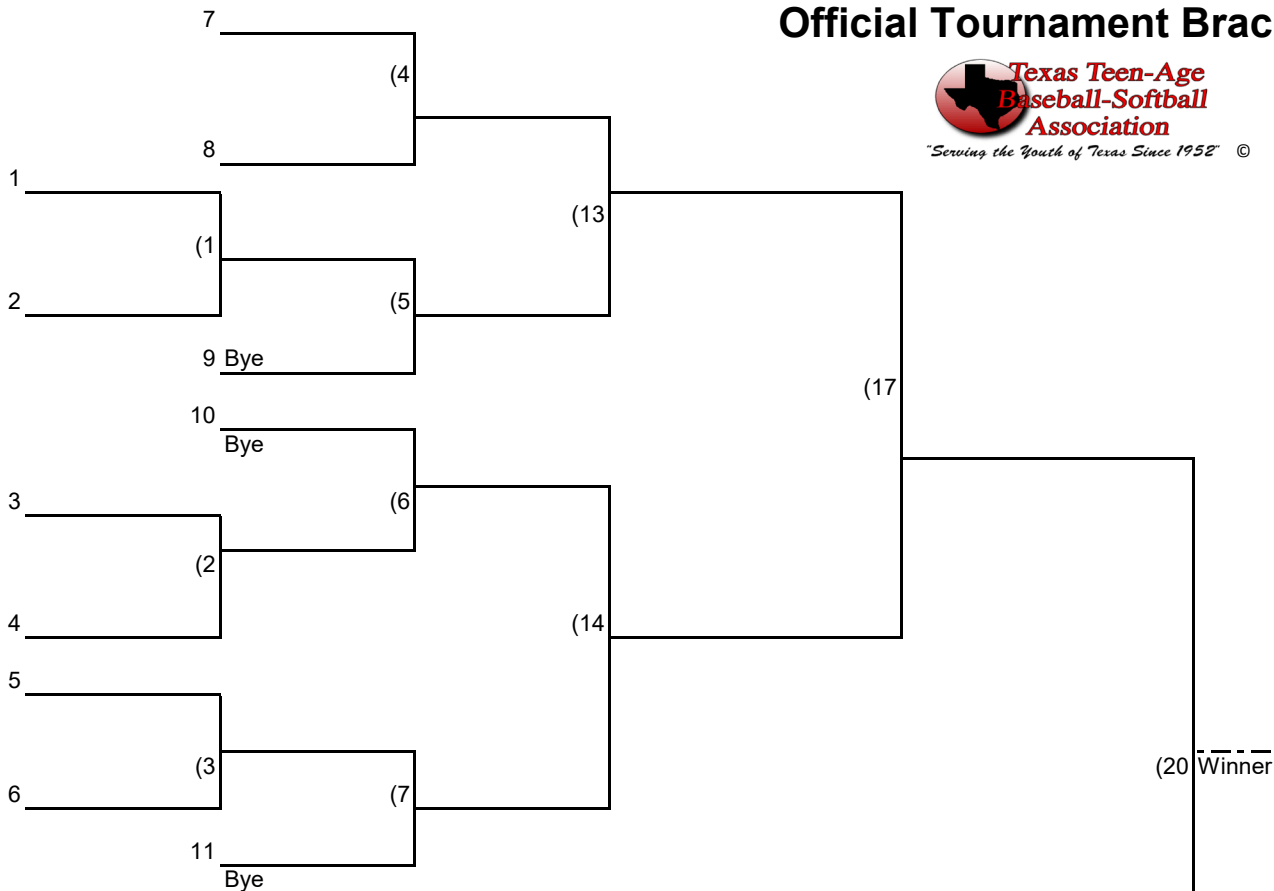 Official Tournament Brac
Texas Teen-Age
Baseball-Softball
Association
"Serving the Youth of Texas Since 1952" ©
7
(4
8
1
(13
(1
2
(5
9 Bye
(17
10
Bye
3
(6
(2
4
(14
5
(3
(20 Winner
6
(7
11
Bye